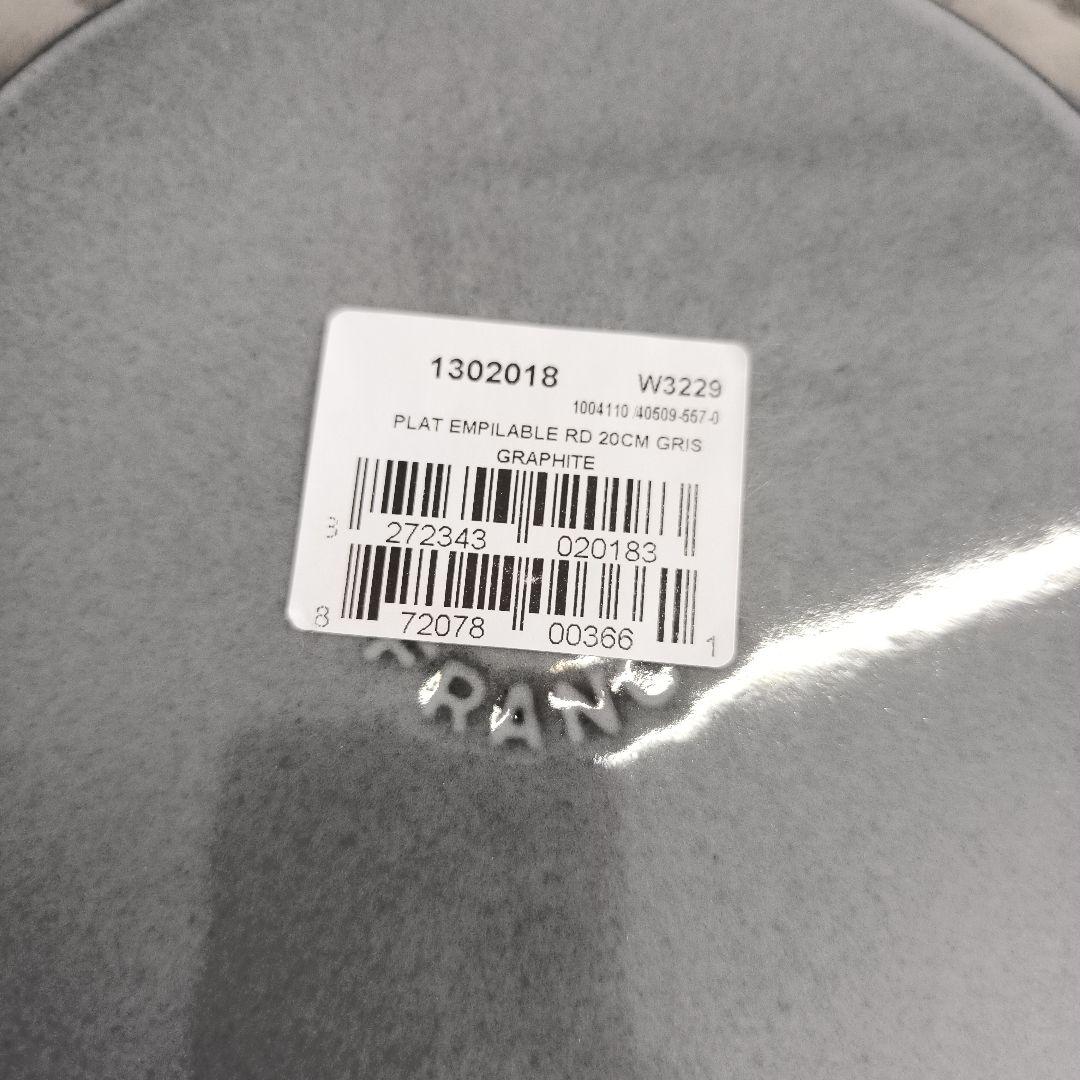 1302018 W3229
1004110 /40509-557-0
PLAT EMPILABLE RD 20CM GRIS
GRAPHITE
3 272343 020183
8 72078 00366 1